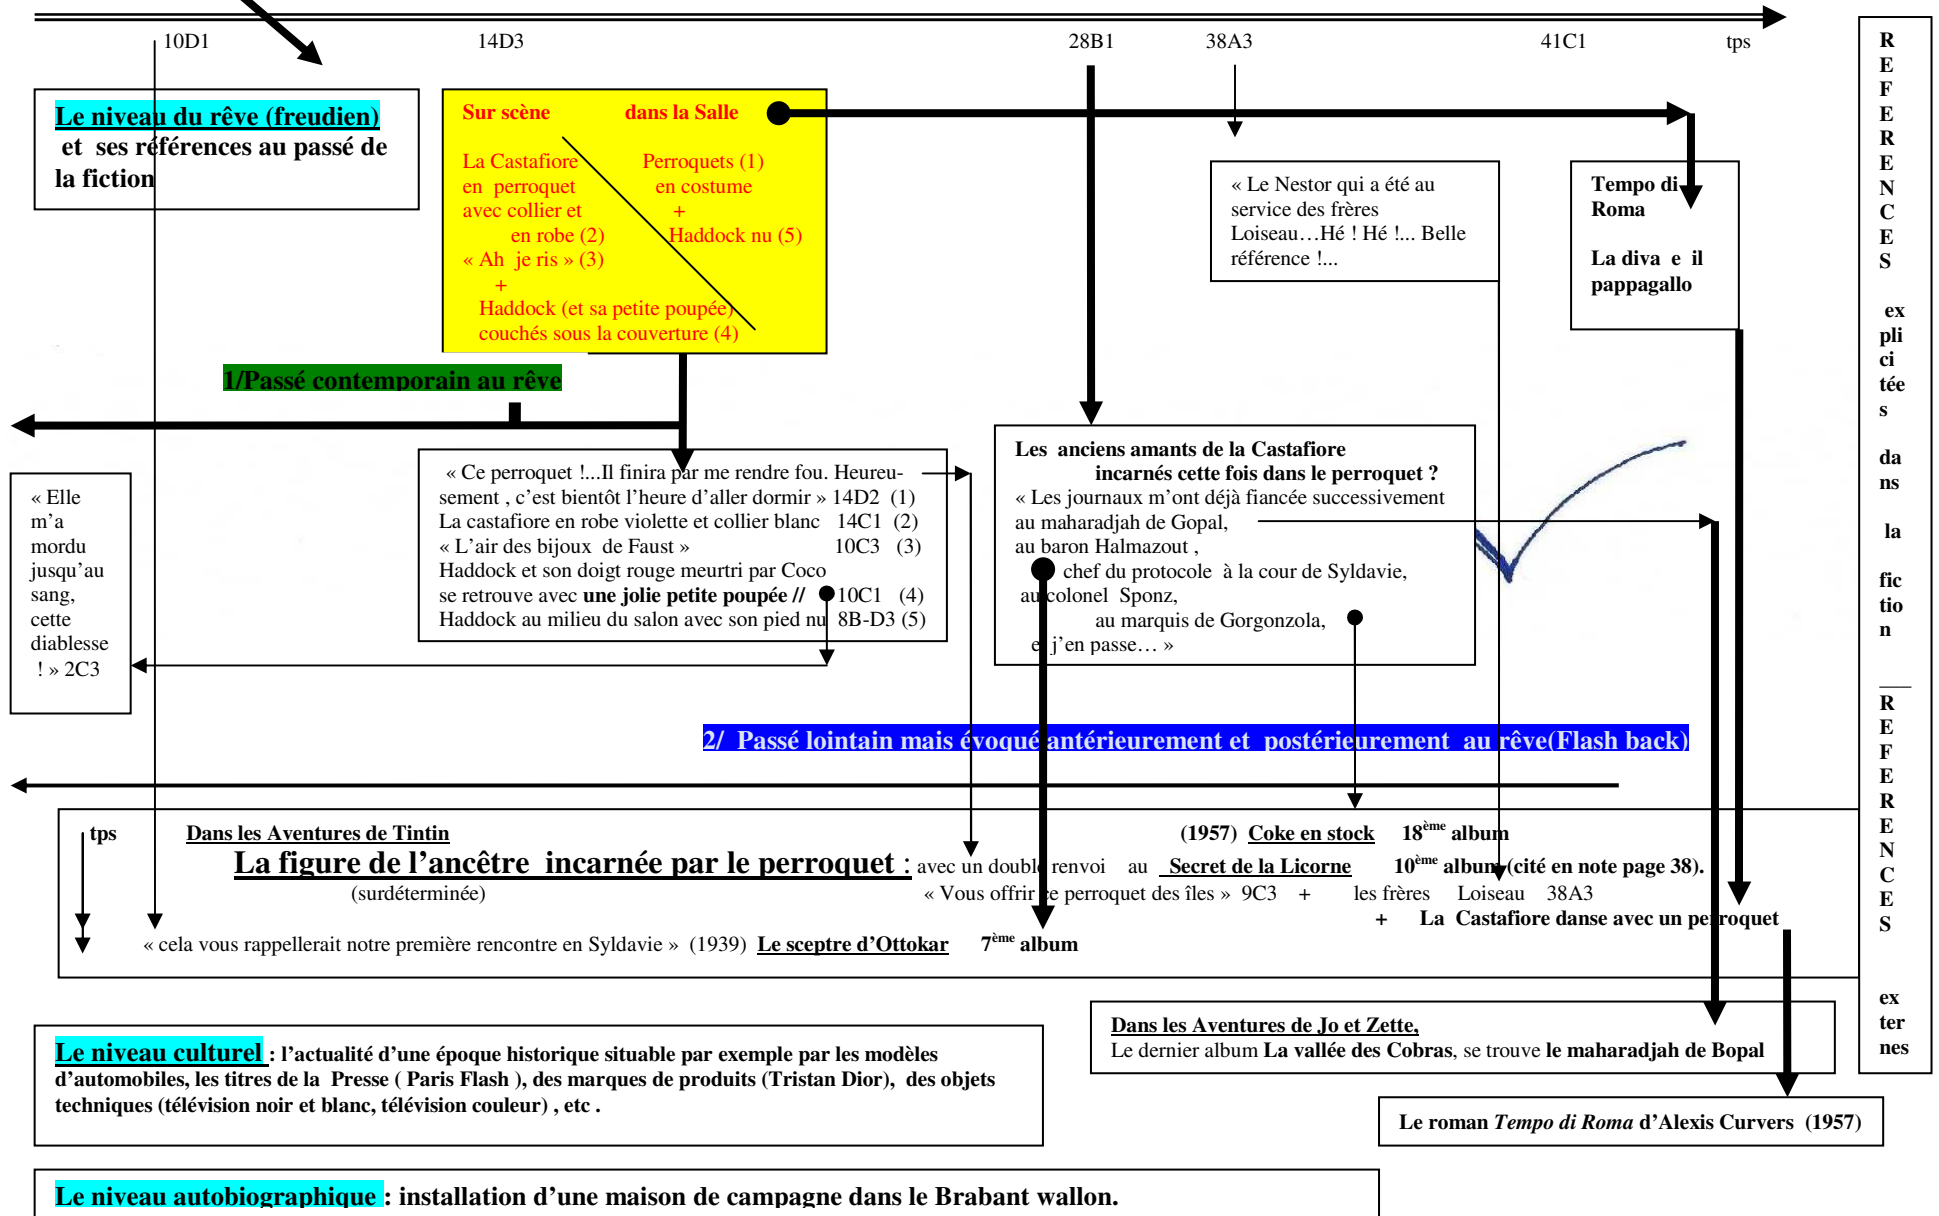 10D1 14D3 28B1 38A3 41C1 tps
Le niveau du rêve (freudien)
et ses références au passé de
la fiction
Sur scène dans la Salle
La Castafiore Perroquets (1)
en perroquet en costume
avec collier et +
en robe (2) Haddock nu (5)
« Ah je ris » (3)
+
Haddock (et sa petite poupée)
couchés sous la couverture (4)
« Le Nestor qui a été au
service des frères
Loiseau…Hé ! Hé !... Belle
référence !...
Tempo di
Roma
La diva e il
pappagallo
1/Passé contemporain au rêve
« Elle
m’a
mordu
jusqu’au
sang,
cette
diablesse
! » 2C3
« Ce perroquet !...Il finira par me rendre fou. Heureu-
sement , c’est bientôt l’heure d’aller dormir » 14D2 (1)
La castafiore en robe violette et collier blanc 14C1 (2)
« L’air des bijoux de Faust » 10C3 (3)
Haddock et son doigt rouge meurtri par Coco
se retrouve avec une jolie petite poupée // 10C1 (4)
Haddock au milieu du salon avec son pied nu 8B-D3 (5)
Les anciens amants de la Castafiore
incarnés cette fois dans le perroquet ?
« Les journaux m’ont déjà fiancée successivement
au maharadjah de Gopal,
au baron Halmazout ,
chef du protocole à la cour de Syldavie,
au colonel Sponz,
au marquis de Gorgonzola,
et j’en passe… »
2/ Passé lointain mais évoqué antérieurement et postérieurement au rêve(Flash back)
tps Dans les Aventures de Tintin (1957) Coke en stock 18ème album
La figure de l’ancêtre incarnée par le perroquet : avec un double renvoi au Secret de la Licorne 10ème album (cité en note page 38).
(surdéterminée) « Vous offrir ce perroquet des îles » 9C3 + les frères Loiseau 38A3
+ La Castafiore danse avec un perroquet
« cela vous rappellerait notre première rencontre en Syldavie » (1939) Le sceptre d’Ottokar 7ème album
Dans les Aventures de Jo et Zette,
Le dernier album La vallée des Cobras, se trouve le maharadjah de Bopal
Le niveau culturel : l’actualité d’une époque historique situable par exemple par les modèles
d’automobiles, les titres de la Presse ( Paris Flash ), des marques de produits (Tristan Dior), des objets
techniques (télévision noir et blanc, télévision couleur) , etc .
Le roman Tempo di Roma d’Alexis Curvers (1957)
Le niveau autobiographique : installation d’une maison de campagne dans le Brabant wallon.
R
E
F
E
R
E
N
C
E
S
ex
pli
ci
tée
s
da
ns
la
fic
tio
n
R
E
F
E
R
E
N
C
E
S
ex
ter
nes